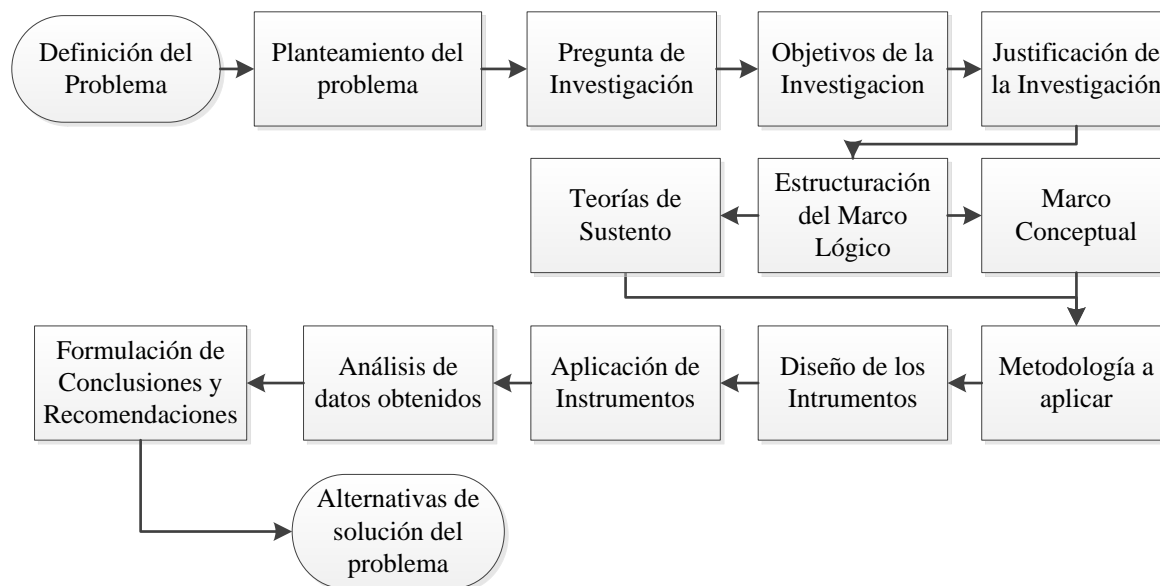 Definición del
Problema
Planteamiento del
problema
Pregunta de
Investigación
Objetivos de la
Investigacion
Justificación de
la Investigación
Teorías de
Sustento
Estructuración
del Marco
Lógico
Marco
Conceptual
Formulación de
Conclusiones y
Recomendaciones
Análisis de
datos obtenidos
Aplicación de
Instrumentos
Diseño de los
Intrumentos
Metodología a
aplicar
Alternativas de
solución del
problema